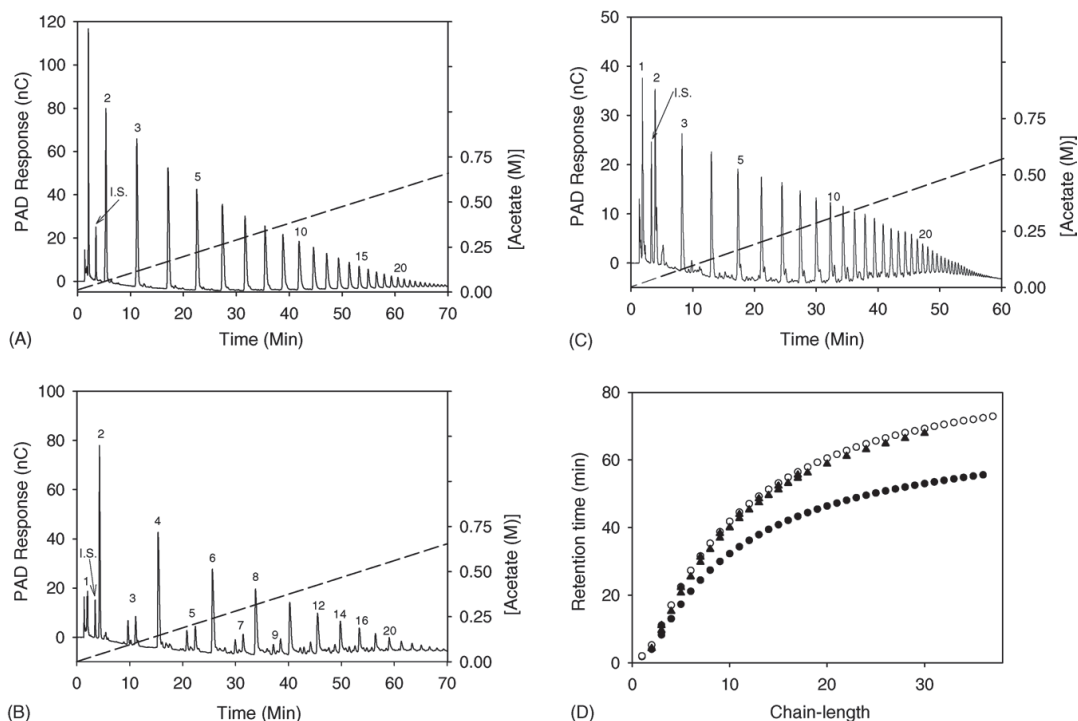 120
100
80
60
40
20
0
PAD Response (nC)
2
3
I.S.
5
10
15
20
0.75
0.50
0.25
0.00
[Acetate (M)]
0 10 20 30 40 50 60 70
Time (Min)
(A)
50
40
30
20
10
0
PAD Response (nC)
1
2
I.S.
3
5
10
20
0.75
0.50
0.25
0.00
[Acetate (M)]
0 10 20 30 40 50 60
Time (Min)
(C)
100
80
60
40
20
0
PAD Response (nC)
2
I.S.
1
3
4
5
6
7
8
9
12
14
16
20
0.75
0.50
0.25
0.00
[Acetate (M)]
0 10 20 30 40 50 60 70
Time (Min)
(B)
80
60
40
20
0
Retention time (min)
0 10 20 30
Chain-length
(D)